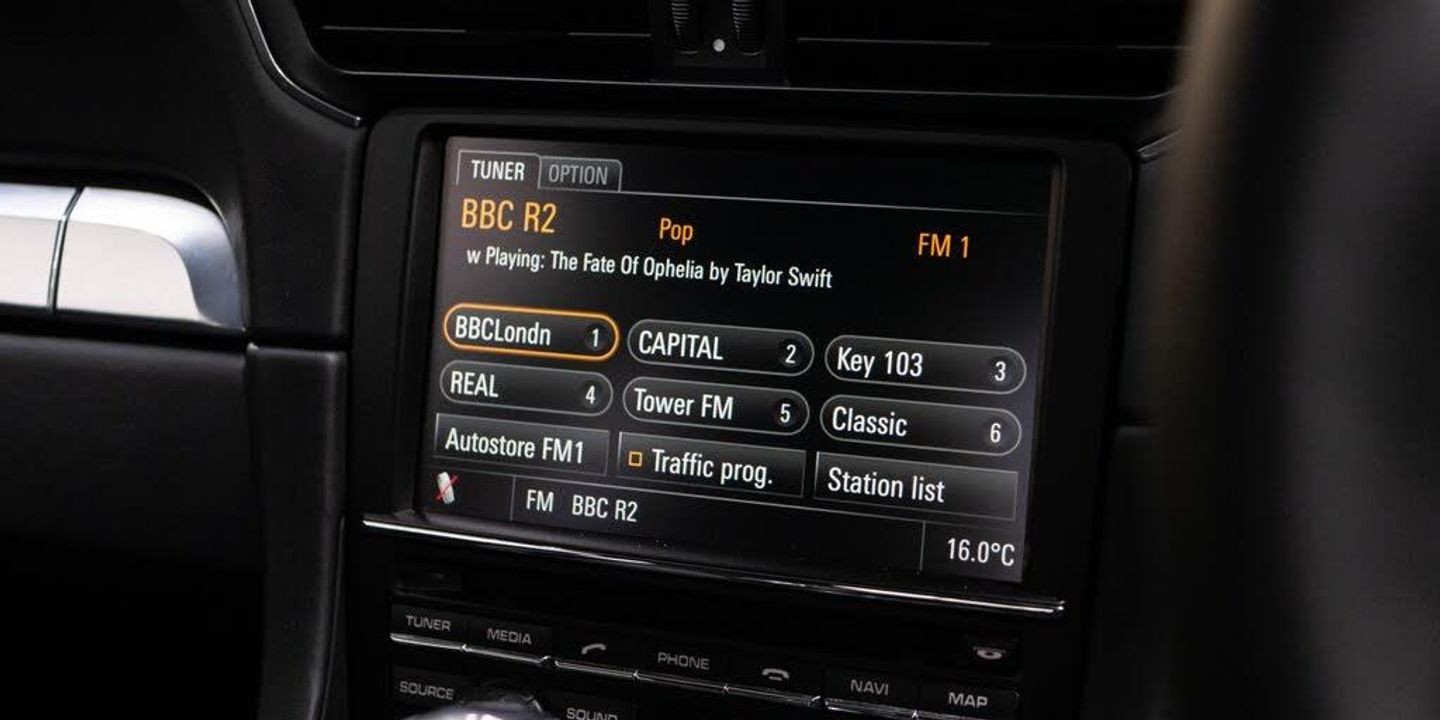 TUNER OPTION
BBC R2 Pop FM 1
w Playing: The Fate Of Ophelia by Taylor Swift
BBCLondn 1 CAPITAL 2 Key 103 3
REAL 4 Tower FM 5 Classic 6
Autostore FM1 Traffic prog. Station list
FM BBC R2
16.0°C
TUNER MEDIA PHONE NAVI MAP
SOURCE SOUND